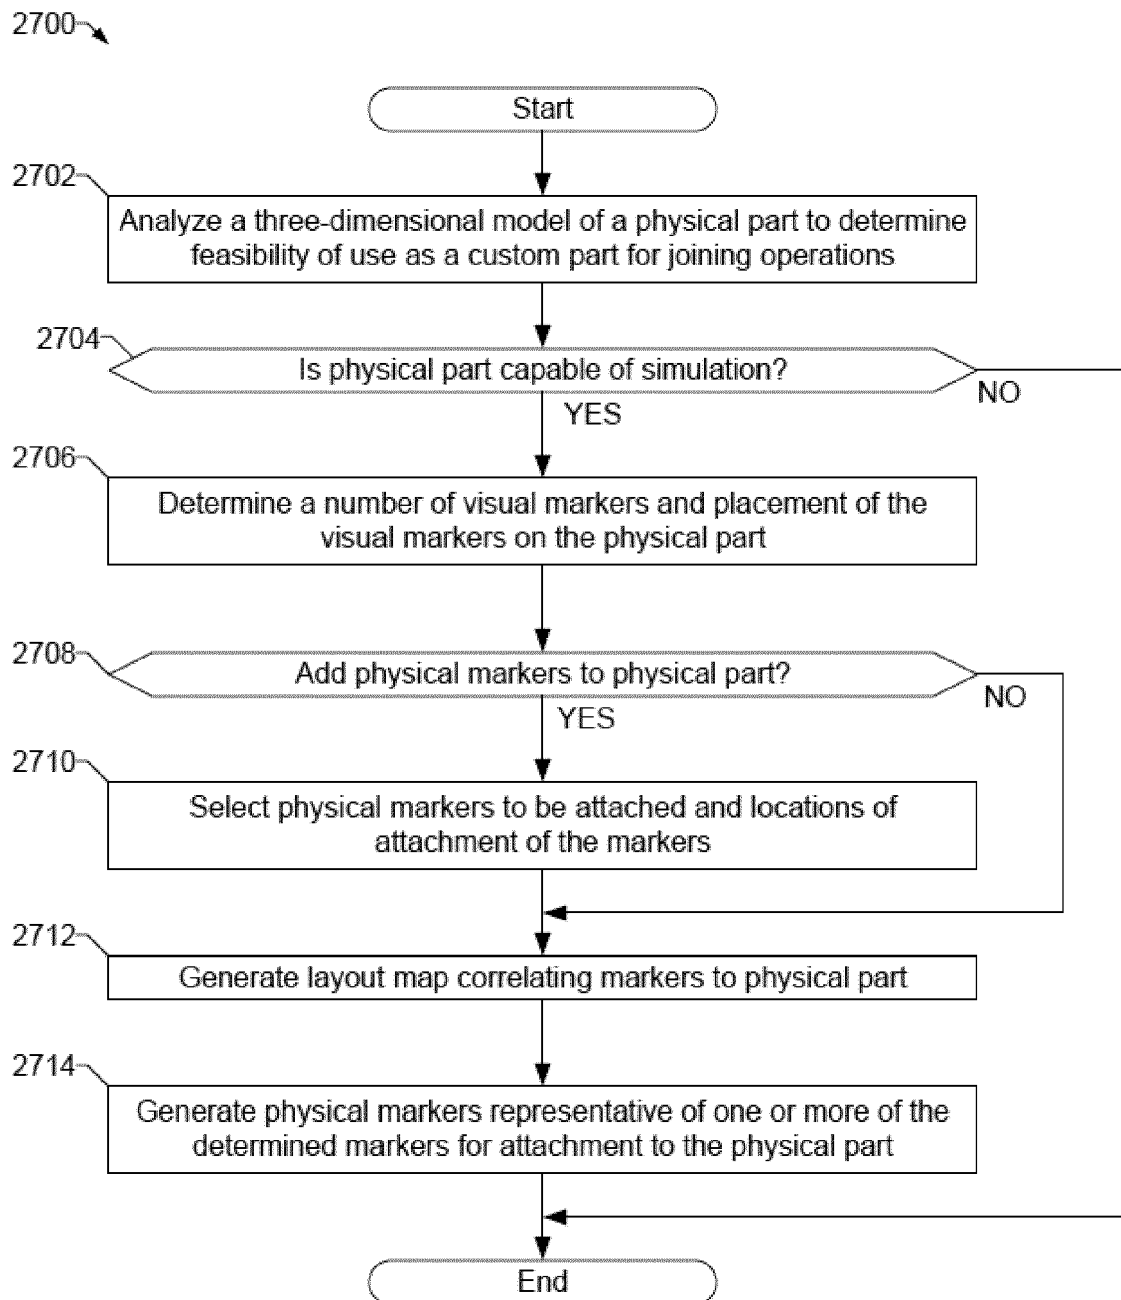 2700
Start
2702
Analyze a three-dimensional model of a physical part to determine
feasibility of use as a custom part for joining operations
2704
Is physical part capable of simulation?
NO
YES
2706
Determine a number of visual markers and placement of the
visual markers on the physical part
2708
Add physical markers to physical part?
NO
YES
2710
Select physical markers to be attached and locations of
attachment of the markers
2712
Generate layout map correlating markers to physical part
2714
Generate physical markers representative of one or more of the
determined markers for attachment to the physical part
End